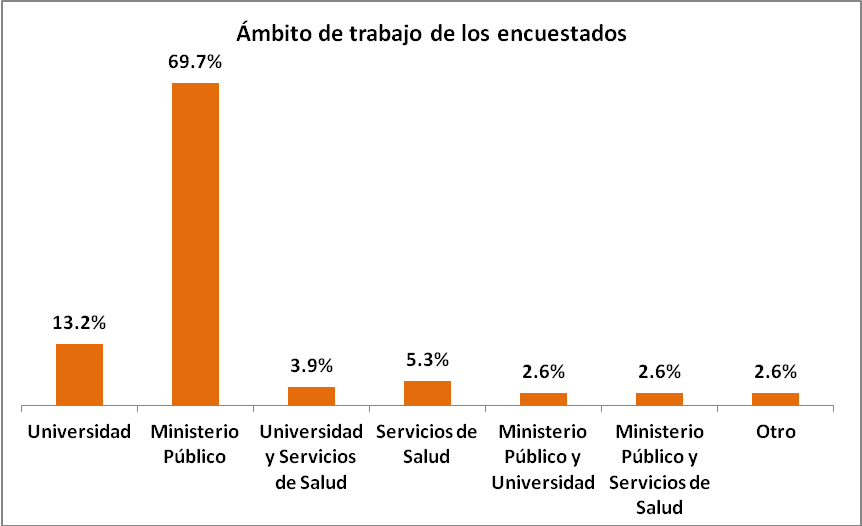 Ámbito de trabajo de los encuestados
69.7%
13.2%
3.9%
5.3%
2.6%
2.6%
2.6%
Universidad
Ministerio
Público
Universidad
y Servicios
de Salud
Servicios de
Salud
Ministerio
Público y
Universidad
Ministerio
Público y
Servicios de
Salud
Otro